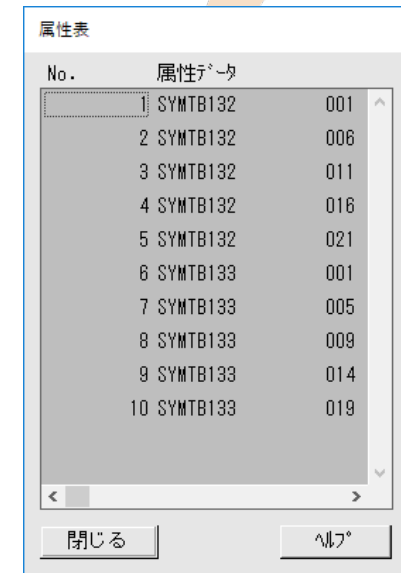 属性表
No. 属性ﾃﾞｰﾀ
1 SYMTB132 001
2 SYMTB132 006
3 SYMTB132 011
4 SYMTB132 016
5 SYMTB132 021
6 SYMTB133 001
7 SYMTB133 005
8 SYMTB133 009
9 SYMTB133 014
10 SYMTB133 019
閉じる ﾍﾙﾌﾟ